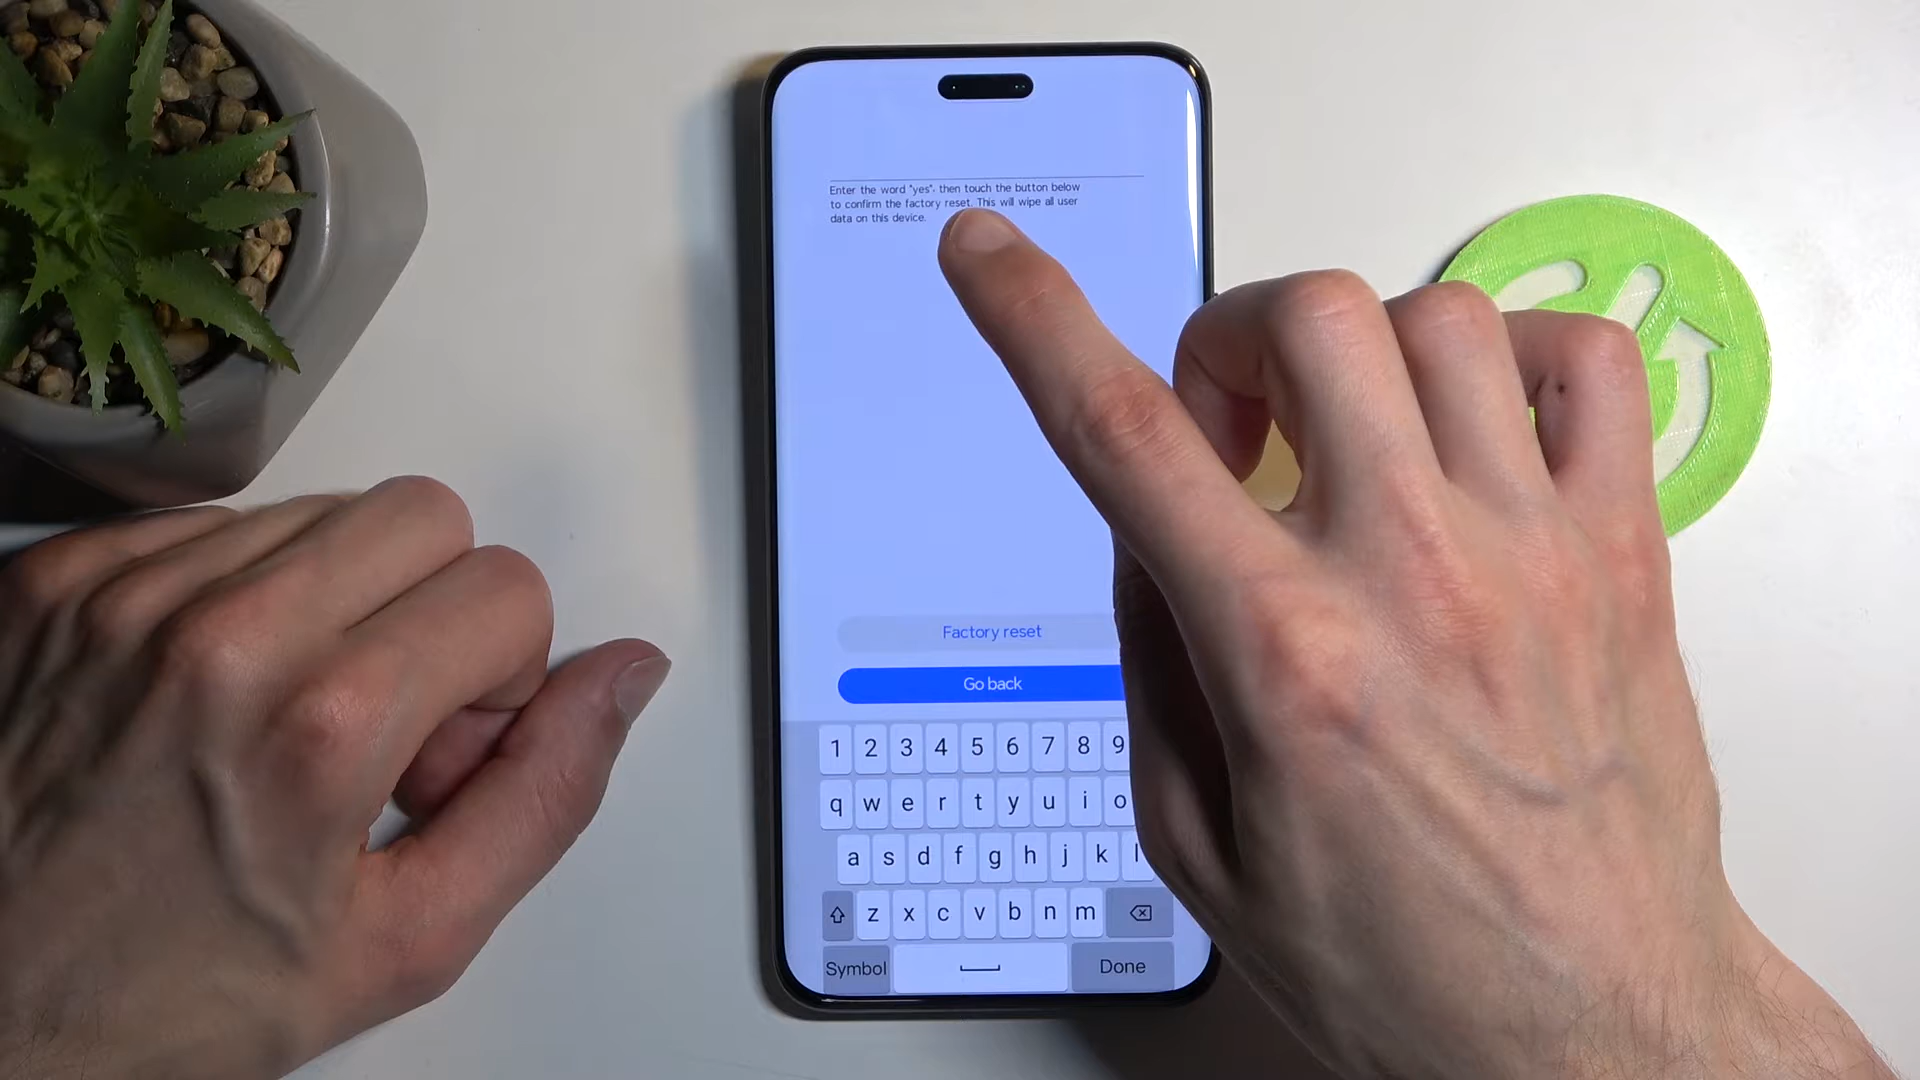 Enter the word "yes", then touch the button below
to confirm the factory reset. This will wipe all user
data on this device.
Factory reset
Go back
1 2 3 4 5 6 7 8 9
q w e r t y u i o
a s d f g h j k l
z x c v b n m
Symbol Done